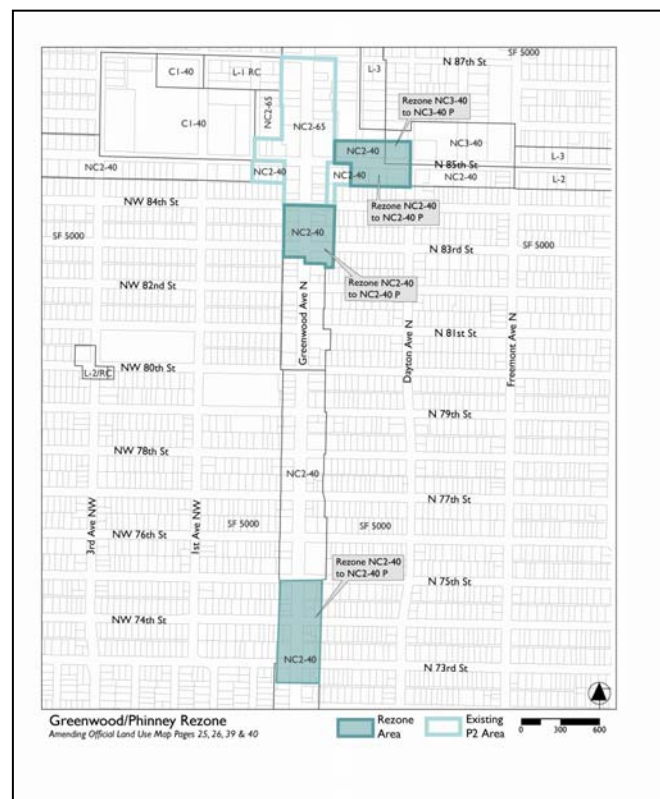 SF 5000
N 87th St
L-3
C1-40
L-1 RC
NC2-65
Rezone NC3-40
to NC3-40 P
NC2-65
C1-40
NC3-40
NC2-40
N 85th St
L-3
NC2-40
NC2-40
NC2-40
NC2-40
L-2
NW 84th St
Rezone NC2-40
to NC2-40 P
SF 5000
NC2-40
N 83rd St
SF 5000
NW 82nd St
Rezone NC2-40
to NC2-40 P
Greenwood Ave N
N 81st St
Dayton Ave N
Freemont Ave N
NW 80th St
L-2/RC
N 79th St
NW 78th St
NC2-40
N 77th St
3rd Ave NW
1st Ave NW
SF 5000
SF 5000
NW 76th St
Rezone NC2-40
to NC2-40 P
N 75th St
NW 74th St
NC2-40
N 73rd St
Greenwood/Phinney Rezone
Amending Official Land Use Map Pages 25, 26, 39 & 40
Rezone
Area
Existing
P2 Area
0 300 600